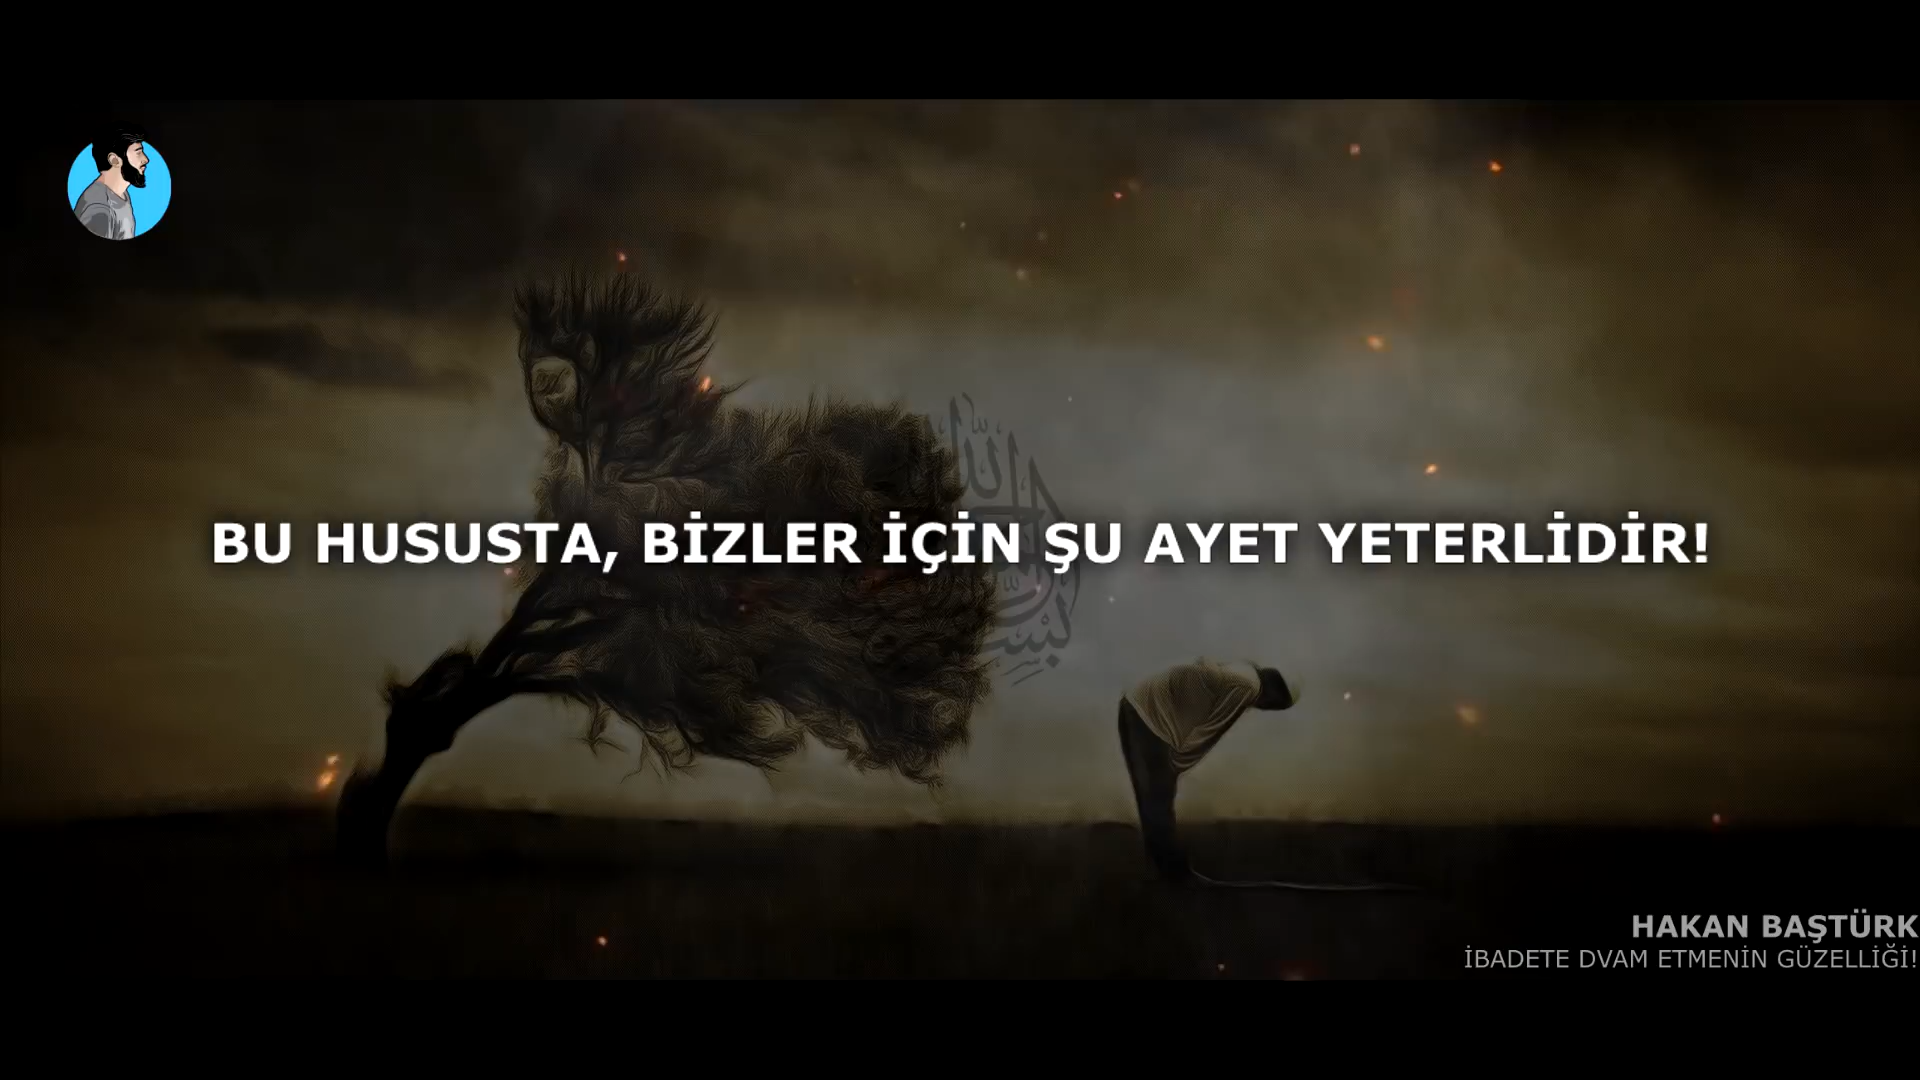 BU HUSUSTA, BİZLER İÇİN ŞU AYET YETERLİDİR!
HAKAN BAŞTÜRK
İBADETE DVAM ETMENİN GÜZELLİĞİ!